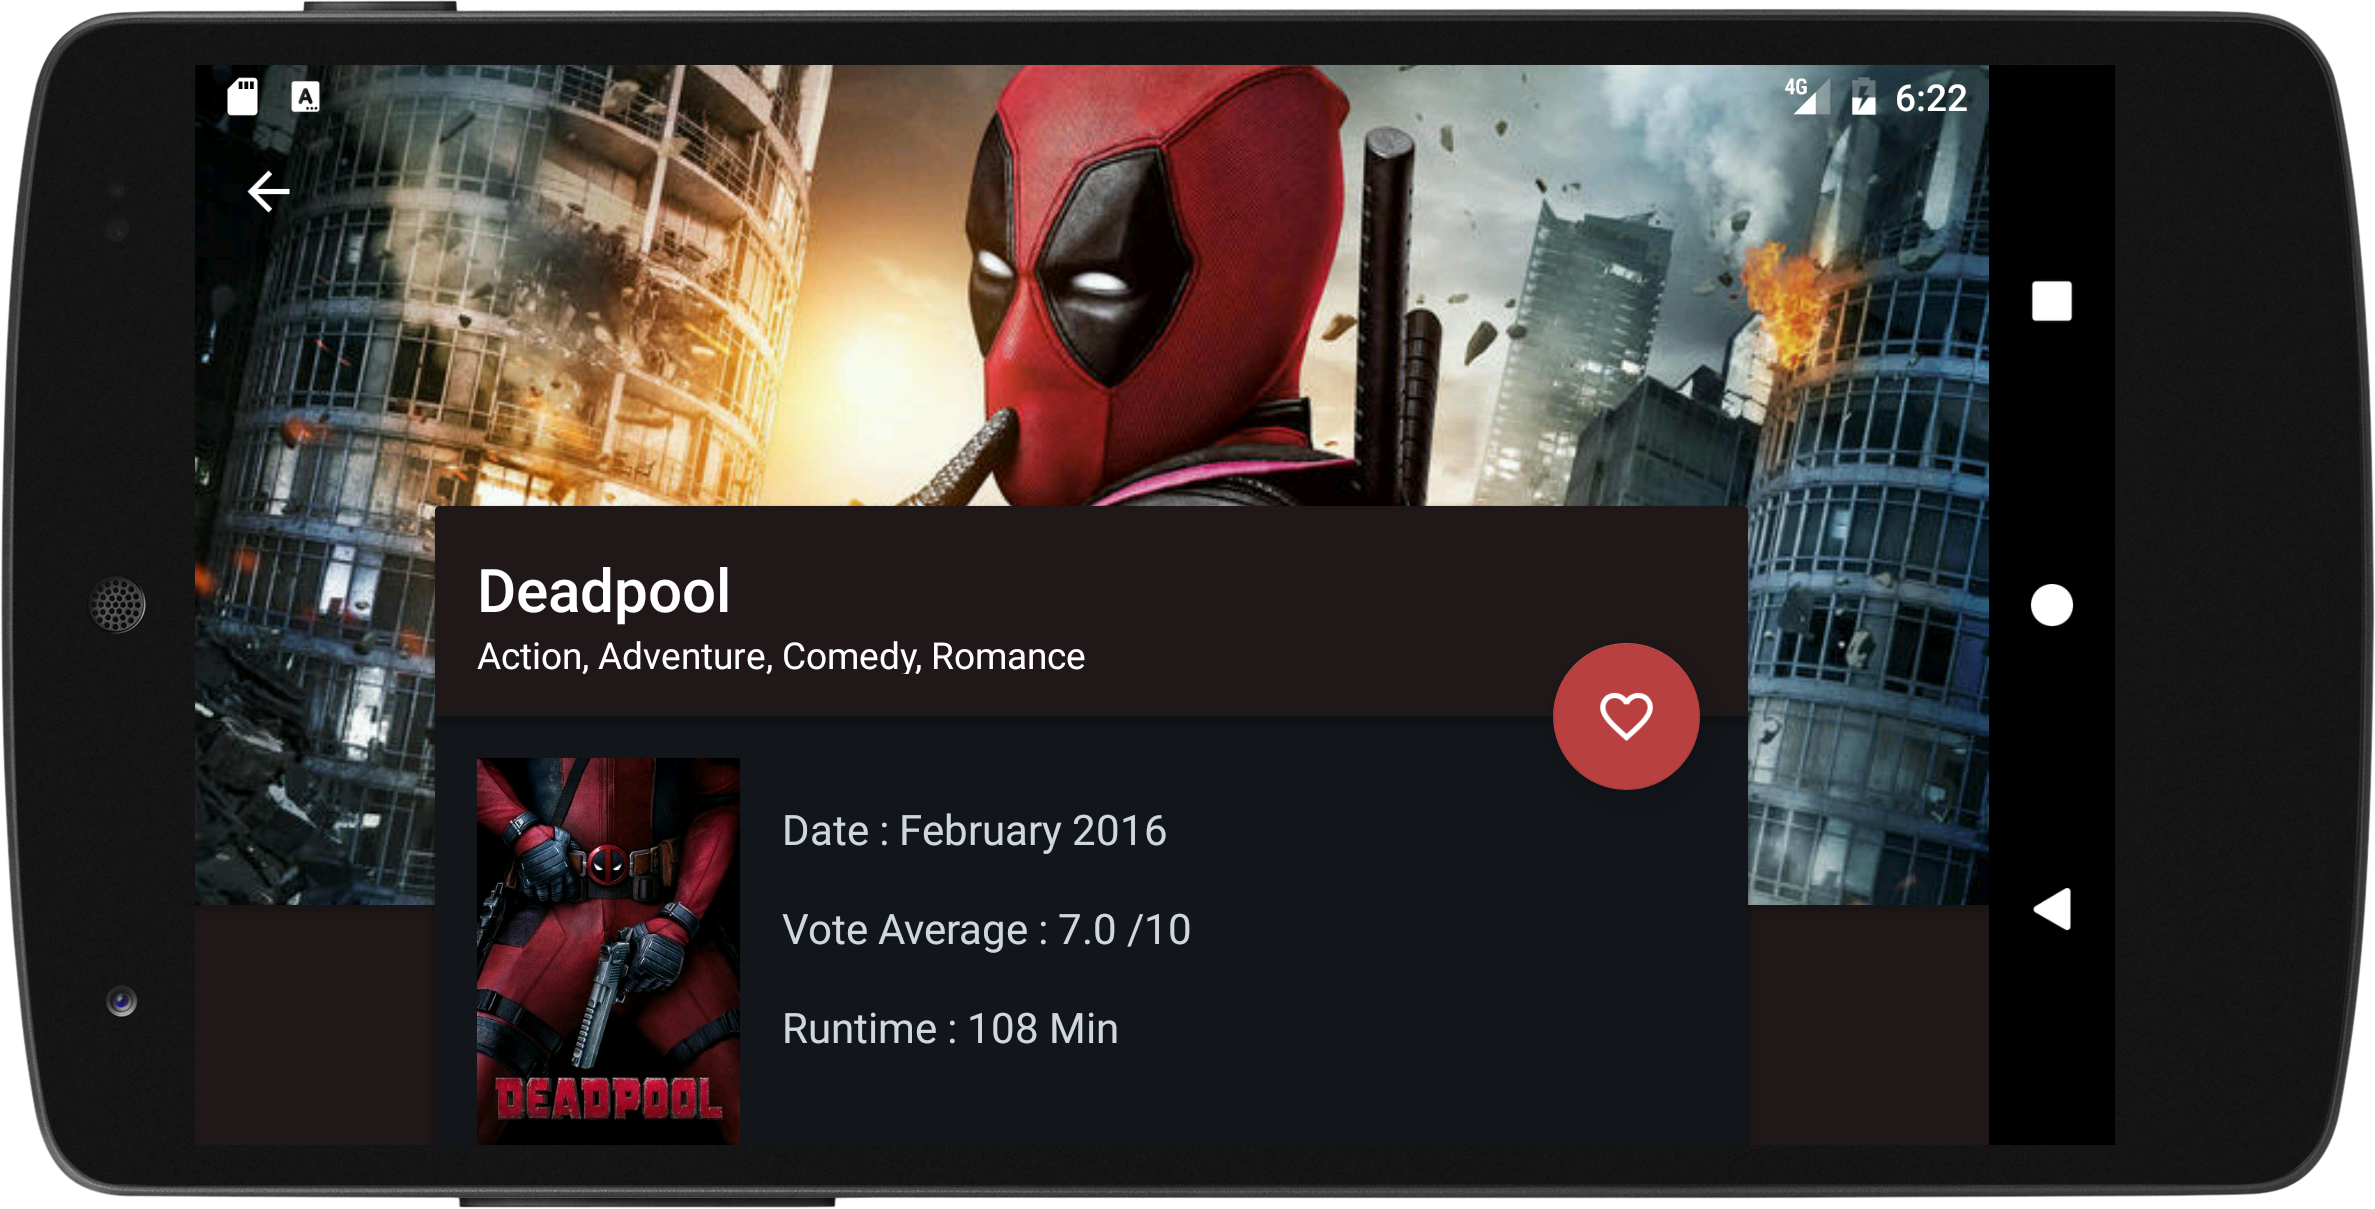 4G 6:22
A
Deadpool
Action, Adventure, Comedy, Romance
Date : February 2016
Vote Average : 7.0 /10
Runtime : 108 Min
DEADPOOL